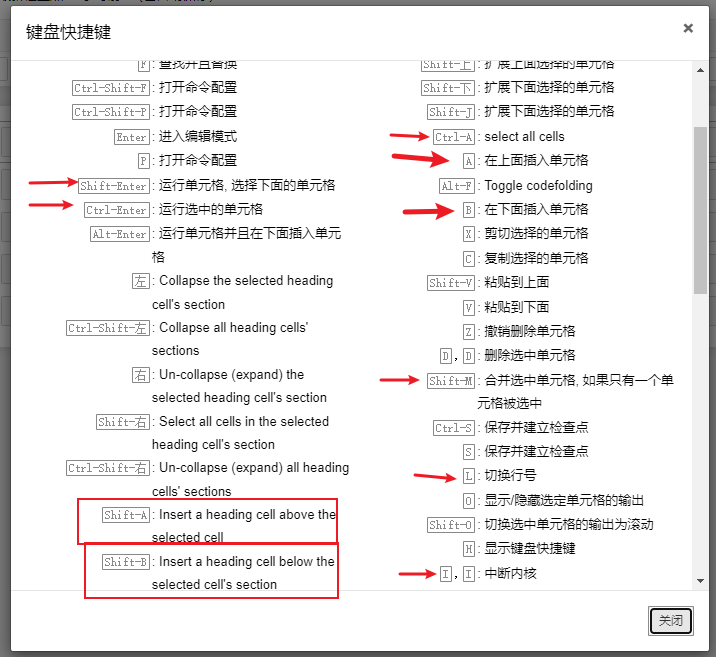 键盘快捷键
×
F : 查找并且替换
Ctrl-Shift-F : 打开命令配置
Ctrl-Shift-P : 打开命令配置
Enter : 进入编辑模式
P : 打开命令配置
Shift-Enter : 运行单元格, 选择下面的单元格
Ctrl-Enter : 运行选中的单元格
Alt-Enter : 运行单元格并且在下面插入单元
格
左 : Collapse the selected heading
cell's section
Ctrl-Shift-左 : Collapse all heading cells'
sections
右 : Un-collapse (expand) the
selected heading cell's section
Shift-右 : Select all cells in the selected
heading cell's section
Ctrl-Shift-右 : Un-collapse (expand) all heading
cells' sections
Shift-A : Insert a heading cell above the
selected cell
Shift-B : Insert a heading cell below the
selected cell's section
Shift-上 : 扩展上面选择的单元格
Shift-下 : 扩展下面选择的单元格
Shift-J : 扩展下面选择的单元格
Ctrl-A : select all cells
A : 在上面插入单元格
Alt-F : Toggle codefolding
B : 在下面插入单元格
X : 剪切选择的单元格
C : 复制选择的单元格
Shift-V : 粘贴到上面
V : 粘贴到下面
Z : 撤销删除单元格
D,D : 删除选中单元格
Shift-M : 合并选中单元格, 如果只有一个单
元格被选中
Ctrl-S : 保存并建立检查点
S : 保存并建立检查点
L : 切换行号
O : 显示/隐藏选定单元格的输出
Shift-O : 切换选中单元格的输出为滚动
H : 显示键盘快捷键
I,I : 中断内核
关闭